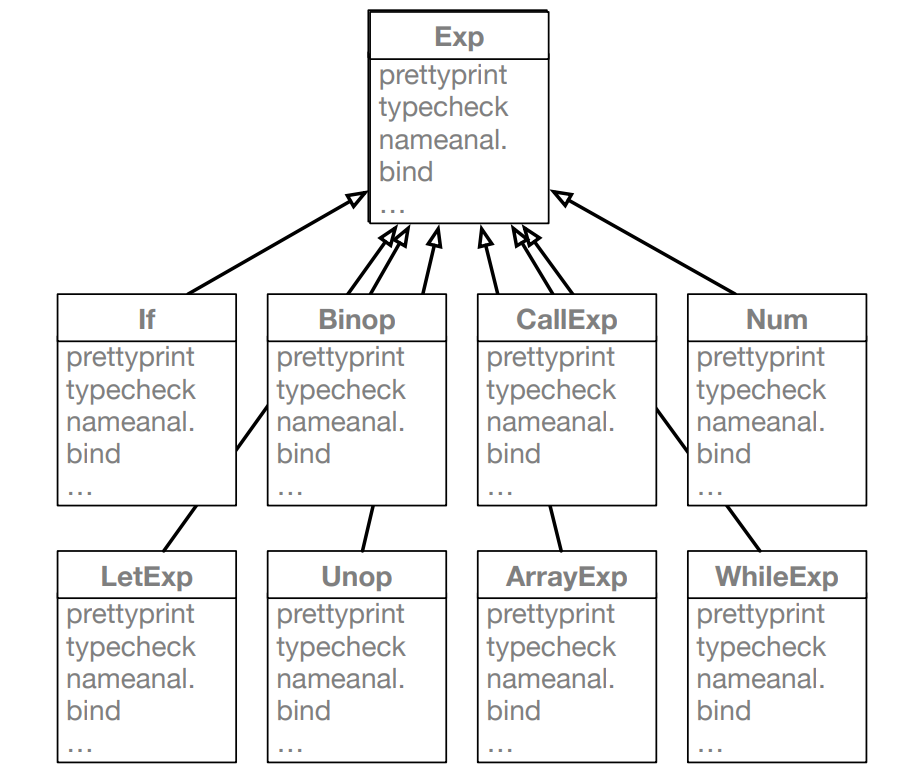 Exp
prettyprint
typecheck
nameanal.
bind
...
If
prettyprint
typecheck
nameanal.
bind
...
Binop
prettyprint
typecheck
nameanal.
bind
...
CallExp
prettyprint
typecheck
nameanal.
bind
...
Num
prettyprint
typecheck
nameanal.
bind
...
LetExp
prettyprint
typecheck
nameanal.
bind
...
Unop
prettyprint
typecheck
nameanal.
bind
...
ArrayExp
prettyprint
typecheck
nameanal.
bind
...
WhileExp
prettyprint
typecheck
nameanal.
bind
...